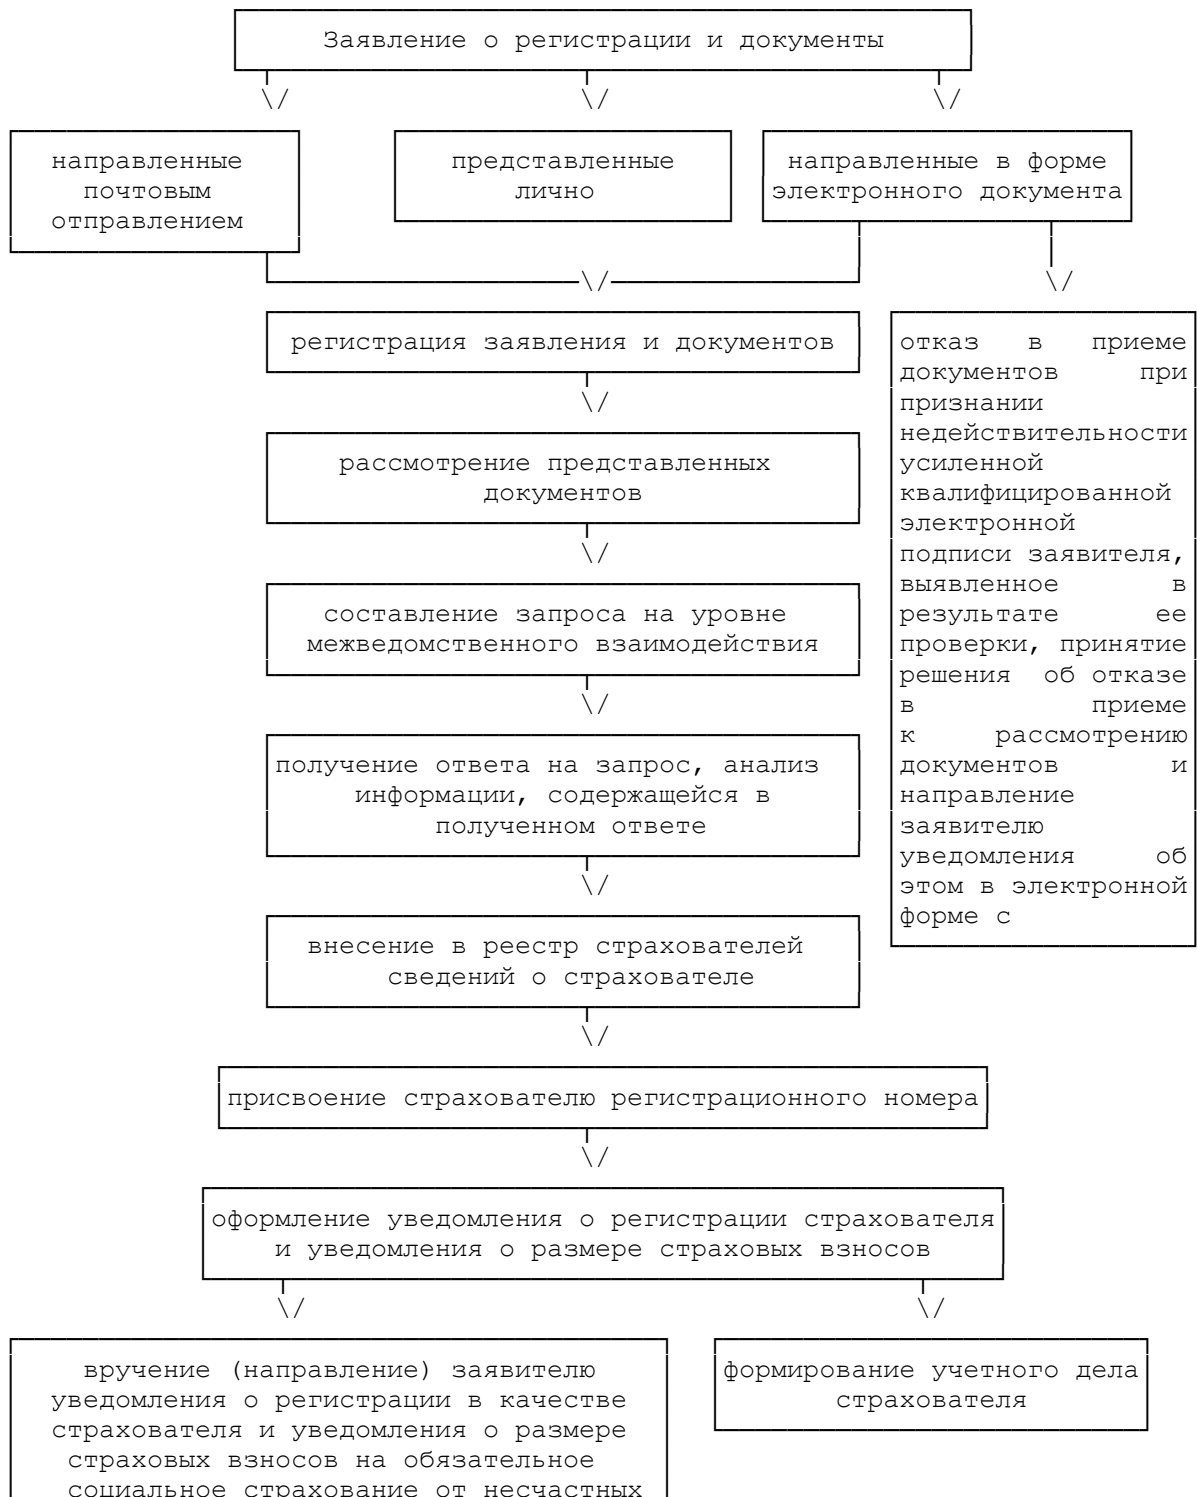 Заявление о регистрации и документы
\/ \/ \/
направленные
почтовым
отправлением
представленные
лично
направленные в форме
электронного документа
\/ \/
регистрация заявления и документов
\/
рассмотрение представленных
документов
\/
составление запроса на уровне
межведомственного взаимодействия
\/
получение ответа на запрос, анализ
информации, содержащейся в
полученном ответе
\/
внесение в реестр страхователей
сведений о страхователе
\/
отказ в приеме
документов при
признании
недействительности
усиленной
квалифицированной
электронной
подписи заявителя,
выявленное в
результате ее
проверки, принятие
решения об отказе
в приеме
к рассмотрению
документов и
направление
заявителю
уведомления об
этом в электронной
форме с
присвоение страхователю регистрационного номера
\/
оформление уведомления о регистрации страхователя
и уведомления о размере страховых взносов
\/ \/
вручение (направление) заявителю
уведомления о регистрации в качестве
страхователя и уведомления о размере
страховых взносов на обязательное
социальное страхование от несчастных
формирование учетного дела
страхователя